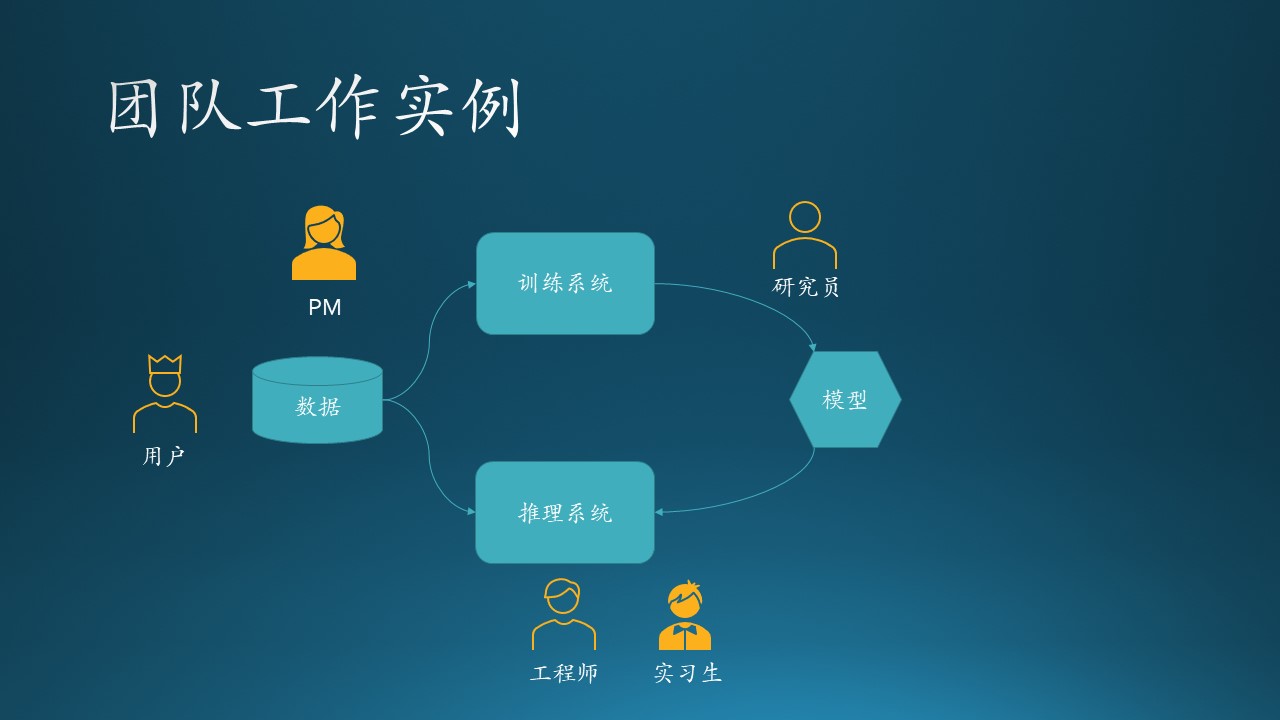 团队工作实例
PM
训练系统
研究员
用户
数据
模型
推理系统
工程师
实习生